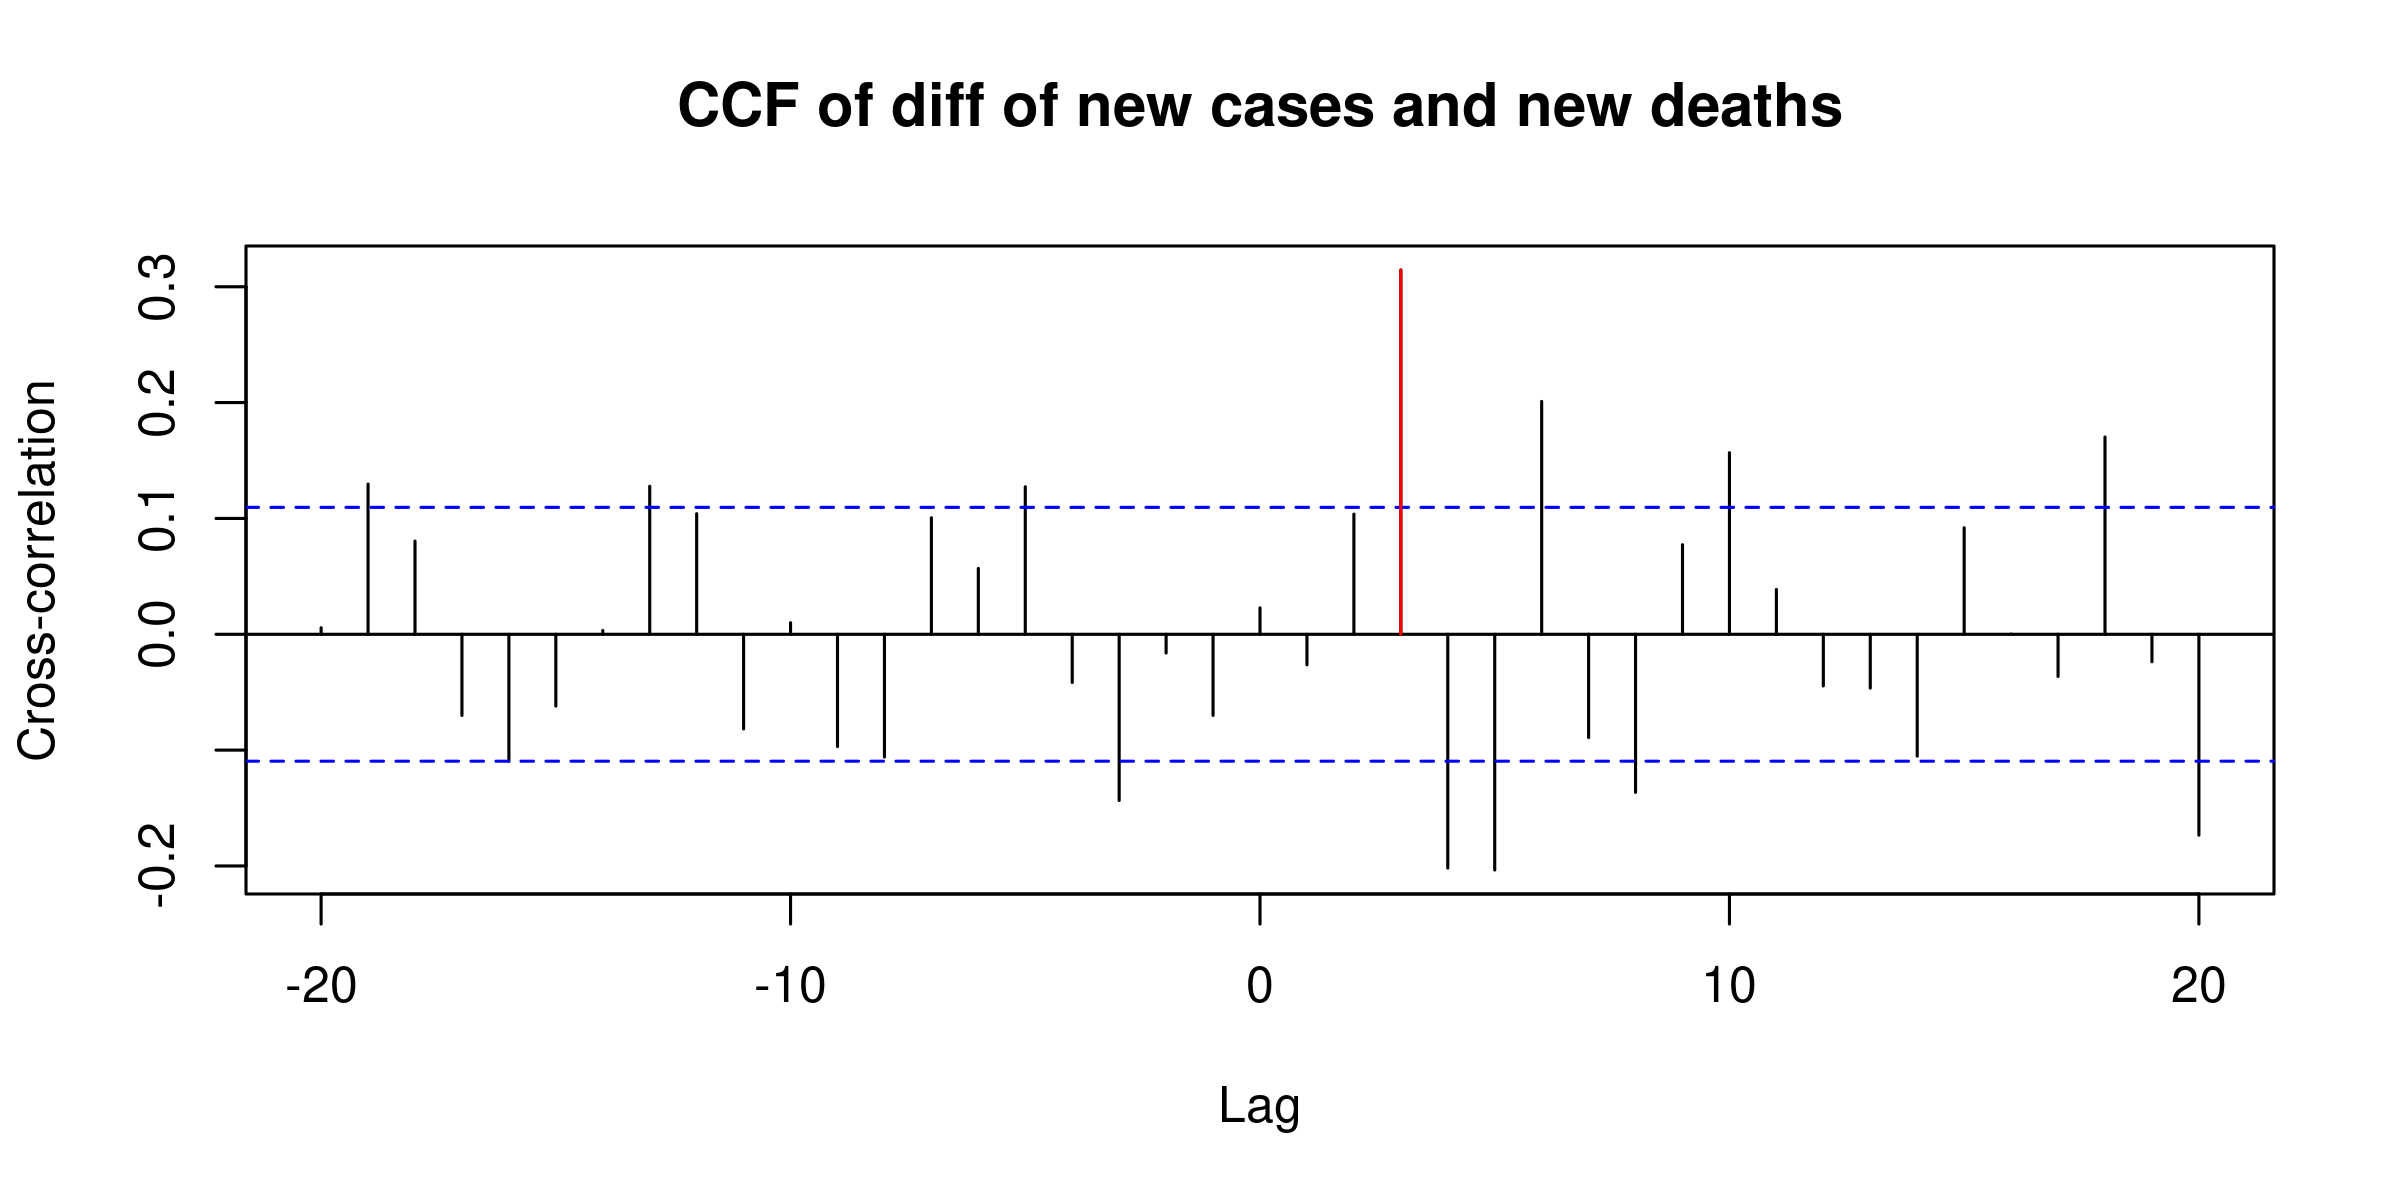 CCF of diff of new cases and new deaths
Cross-correlation
0.3
0.2
0.1
0.0
-0.2
-20 -10 0 10 20
Lag